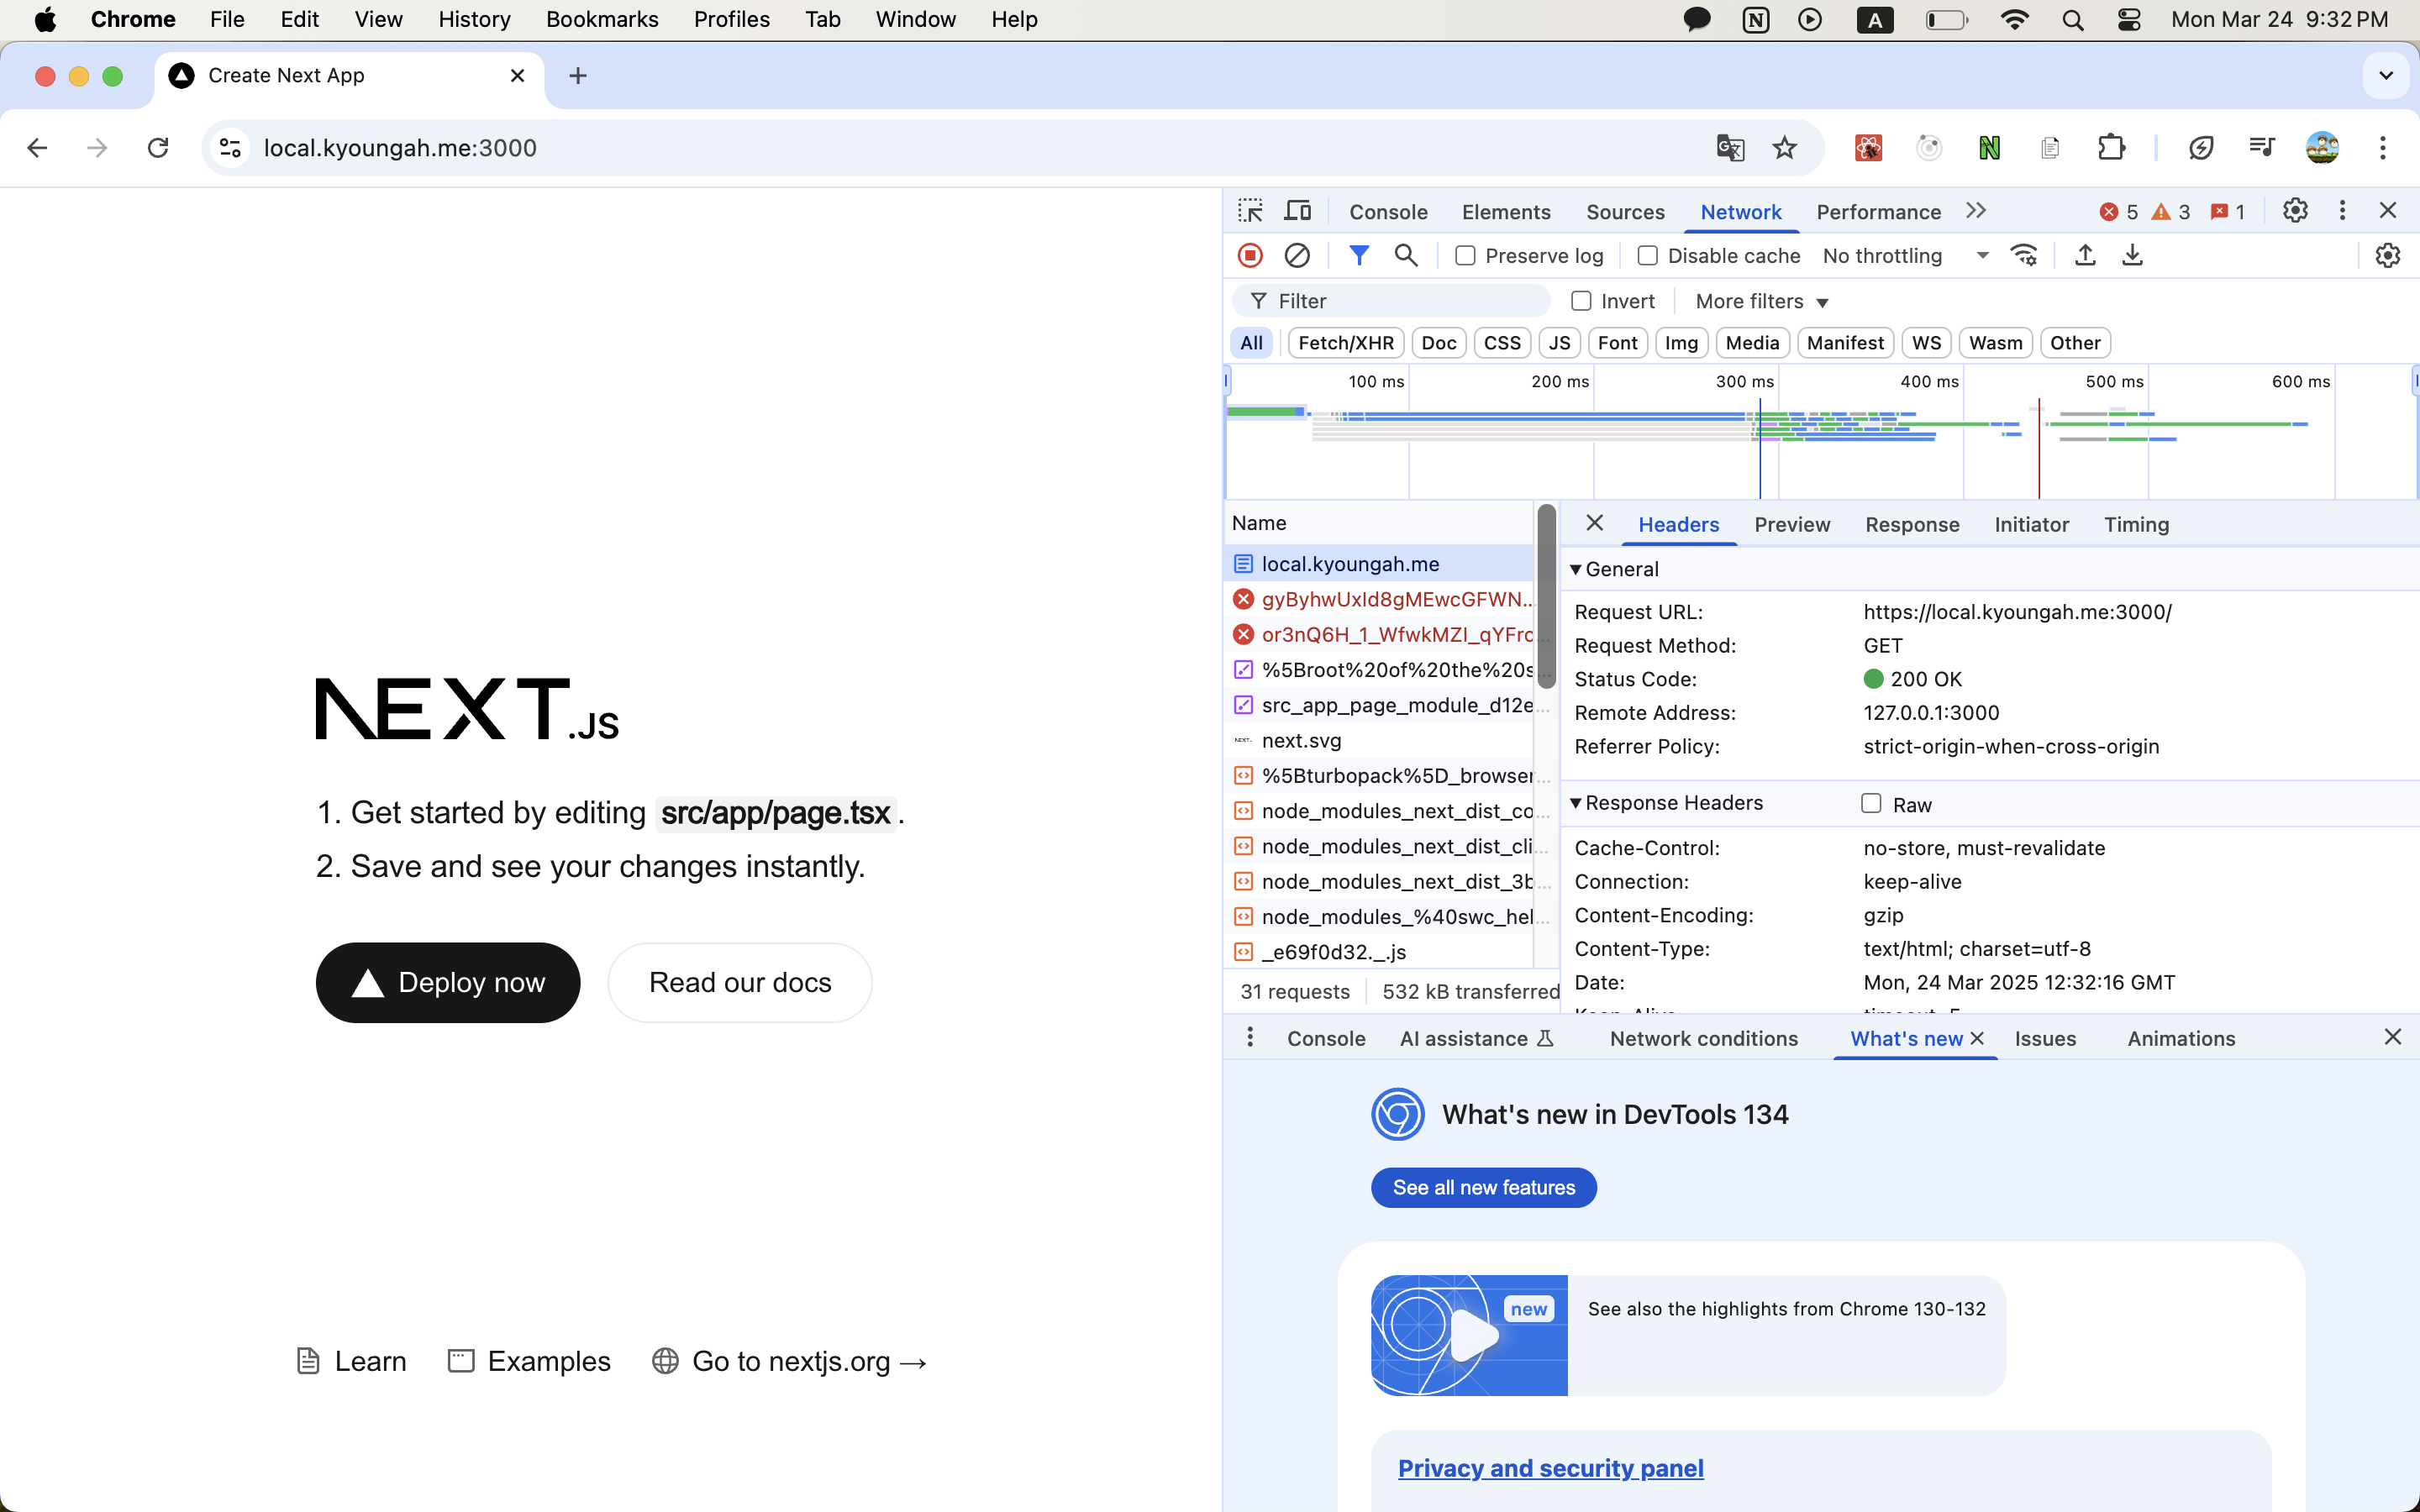 Chrome File Edit View History Bookmarks Profiles Tab Window Help
N A Mon Mar 24 9:32 PM
Create Next App
local.kyoungah.me:3000
Console Elements Sources Network Performance 5 3 1
Preserve log Disable cache No throttling
Filter Invert More filters
All Fetch/XHR Doc CSS JS Font Img Media Manifest WS Wasm Other
100 ms 200 ms 300 ms 400 ms 500 ms 600 ms
Name
local.kyoungah.me
gyByhwUxId8gMEwcGFWN...
or3nQ6H_1_WfwkMZI_qYFrc...
%5Broot%20of%20the%20s...
src_app_page_module_d12e...
next.svg
%5Bturbopack%5D_browser...
node_modules_next_dist_co...
node_modules_next_dist_cli...
node_modules_next_dist_3b...
node_modules_%40swc_hel...
_e69f0d32._.js
31 requests 532 kB transferred
Headers Preview Response Initiator Timing
General
Request URL: https://local.kyoungah.me:3000/
Request Method: GET
Status Code: 200 OK
Remote Address: 127.0.0.1:3000
Referrer Policy: strict-origin-when-cross-origin
Response Headers Raw
Cache-Control: no-store, must-revalidate
Connection: keep-alive
Content-Encoding: gzip
Content-Type: text/html; charset=utf-8
Date: Mon, 24 Mar 2025 12:32:16 GMT
NEXT.JS
1. Get started by editing src/app/page.tsx.
2. Save and see your changes instantly.
Deploy now Read our docs
Learn Examples Go to nextjs.org →
Console AI assistance Network conditions What's new Issues Animations
What's new in DevTools 134
See all new features
new See also the highlights from Chrome 130-132
Privacy and security panel